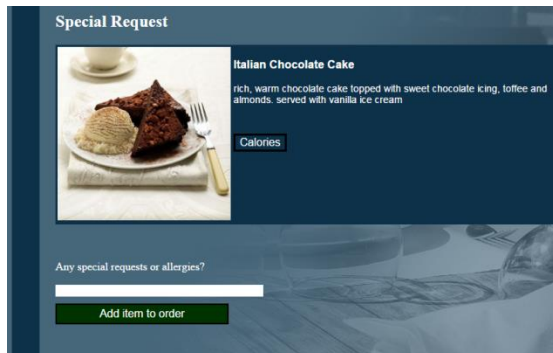 Special Request
Italian Chocolate Cake
rich, warm chocolate cake topped with sweet chocolate icing, toffee and
almonds. served with vanilla ice cream
Calories
Any special requests or allergies?
Add item to order